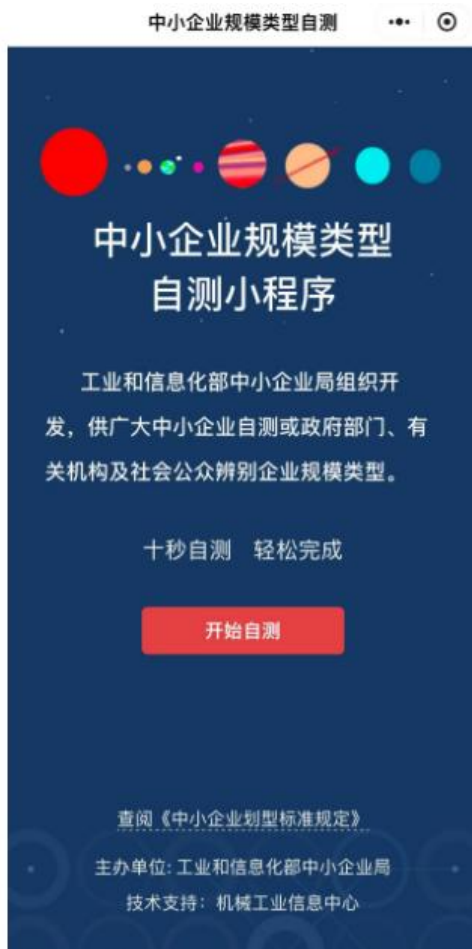 中小企业规模类型自测
中小企业规模类型
自测小程序
工业和信息化部中小企业局组织开
发，供广大中小企业自测或政府部门、有
关机构及社会公众辨别企业规模类型。
十秒自测 轻松完成
开始自测
查阅《中小企业划型标准规定》
主办单位：工业和信息化部中小企业局
技术支持：机械工业信息中心